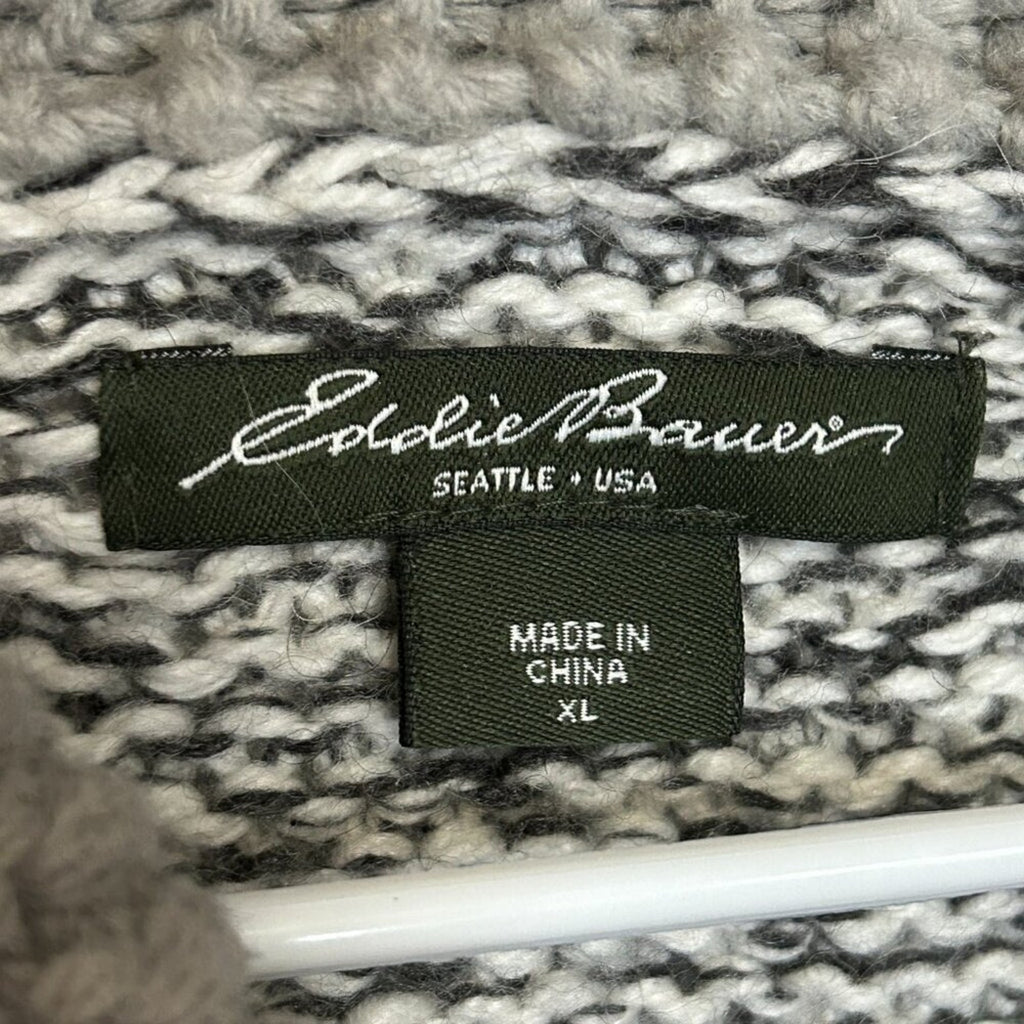 Eddie Bauer®
SEATTLE • USA
MADE IN
CHINA
XL